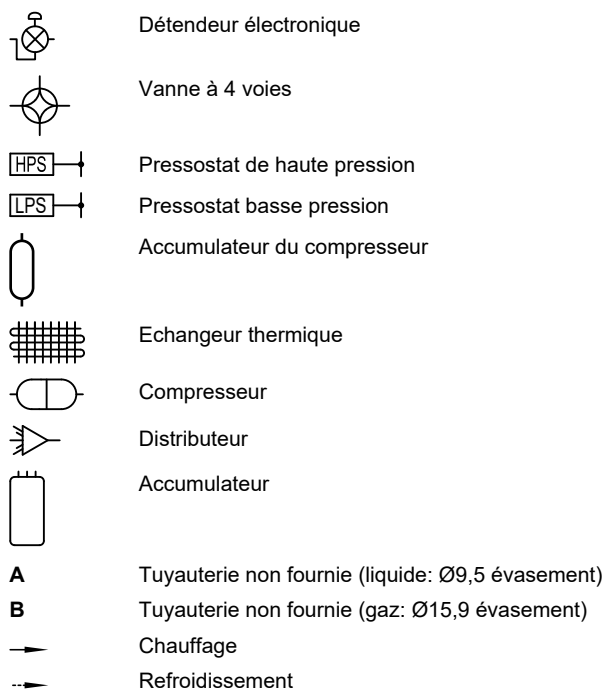 Détendeur électronique
Vanne à 4 voies
HPS Pressostat de haute pression
LPS Pressostat basse pression
Accumulateur du compresseur
Echangeur thermique
Compresseur
Distributeur
Accumulateur
A Tuyauterie non fournie (liquide: Ø9,5 évasement)
B Tuyauterie non fournie (gaz: Ø15,9 évasement)
Chauffage
Refroidissement